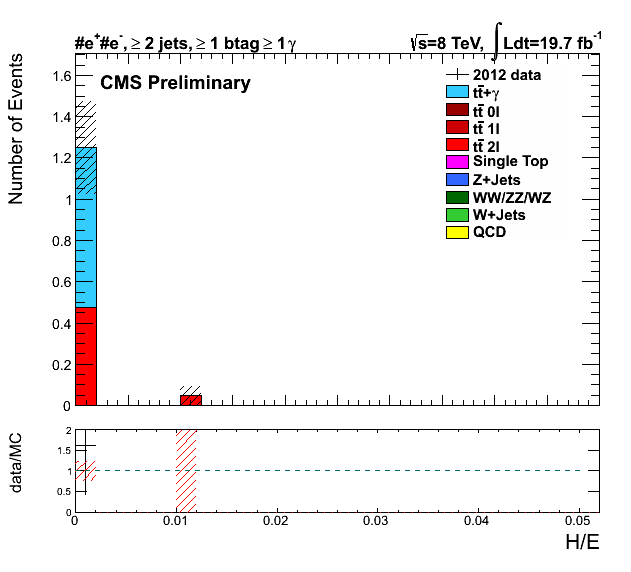 #e⁺#e⁻, ≥ 2 jets, ≥ 1 btag ≥ 1γ
√s=8 TeV, ∫Ldt=19.7 fb⁻¹
CMS Preliminary
Number of Events
1.6
1.4
1.2
1
0.8
0.6
0.4
0.2
0
2012 data
tt̄+γ
tt̄ 0l
tt̄ 1l
tt̄ 2l
Single Top
Z+Jets
WW/ZZ/WZ
W+Jets
QCD
data/MC
2
1.5
1
0.5
0
0 0.01 0.02 0.03 0.04 0.05
H/E